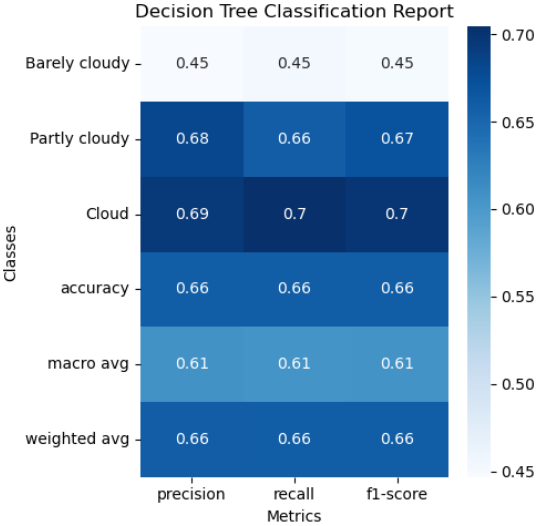 Decision Tree Classification Report
Barely cloudy 0.45 0.45 0.45
Partly cloudy 0.68 0.66 0.67
Cloud 0.69 0.7 0.7
accuracy 0.66 0.66 0.66
macro avg 0.61 0.61 0.61
weighted avg 0.66 0.66 0.66
precision recall f1-score
Metrics
Classes
0.70
0.65
0.60
0.55
0.50
0.45